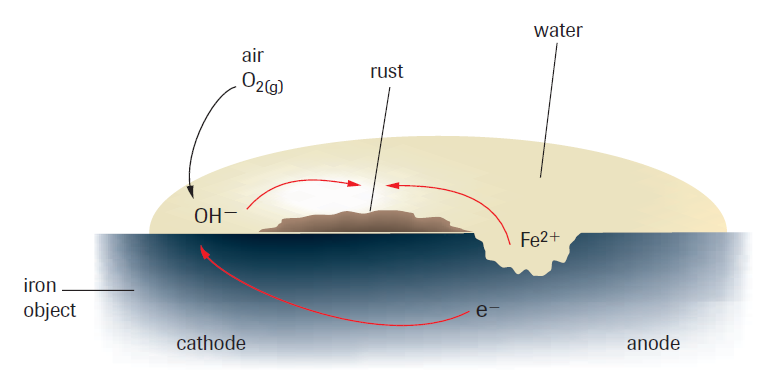 water
air
O2(g)
rust
OH−
Fe2+
iron
object
e−
cathode
anode